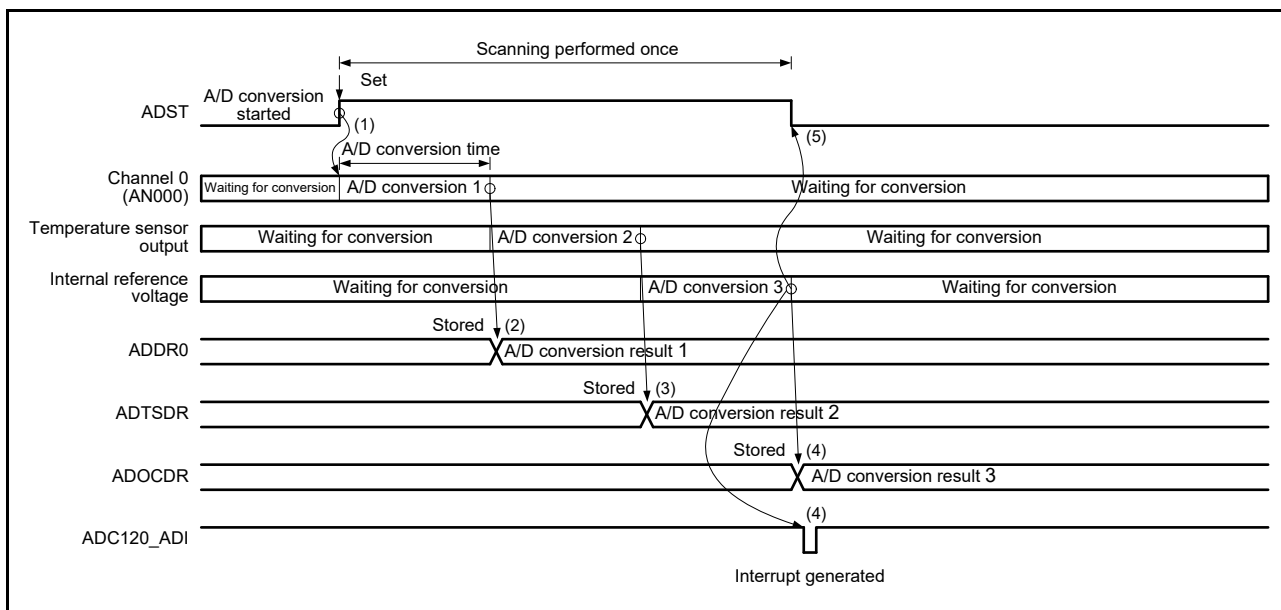 Scanning performed once
Set
A/D conversion
started
ADST
(1)
(5)
A/D conversion time
Channel 0
(AN000)
Waiting for conversion
A/D conversion 1
Waiting for conversion
Temperature sensor
output
Waiting for conversion
A/D conversion 2
Waiting for conversion
Internal reference
voltage
Waiting for conversion
A/D conversion 3
Waiting for conversion
Stored
(2)
ADDR0
A/D conversion result 1
Stored
(3)
ADTSDR
A/D conversion result 2
Stored
(4)
ADOCDR
A/D conversion result 3
(4)
ADC120_ADI
Interrupt generated